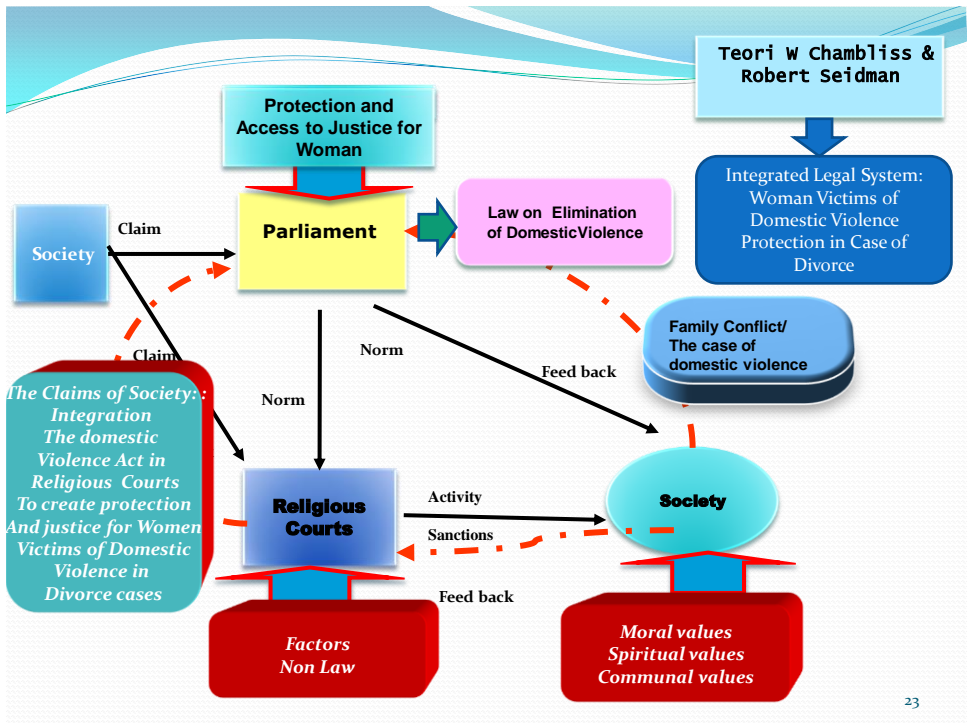 Teori W Chambliss &
Robert Seidman
Protection and
Access to Justice for
Woman
Integrated Legal System:
Woman Victims of
Domestic Violence
Protection in Case of
Divorce
Society
Claim
Parliament
Law on Elimination
of DomesticViolence
Family Conflict/
The case of
domestic violence
Claim
Norm
Norm
Feed back
The Claims of Society: :
Integration
The domestic
Violence Act in
Religious Courts
To create protection
And justice for Women
Victims of Domestic
Violence in
Divorce cases
Religious
Courts
Activity
Sanctions
Society
Feed back
Factors
Non Law
Moral values
Spiritual values
Communal values
23